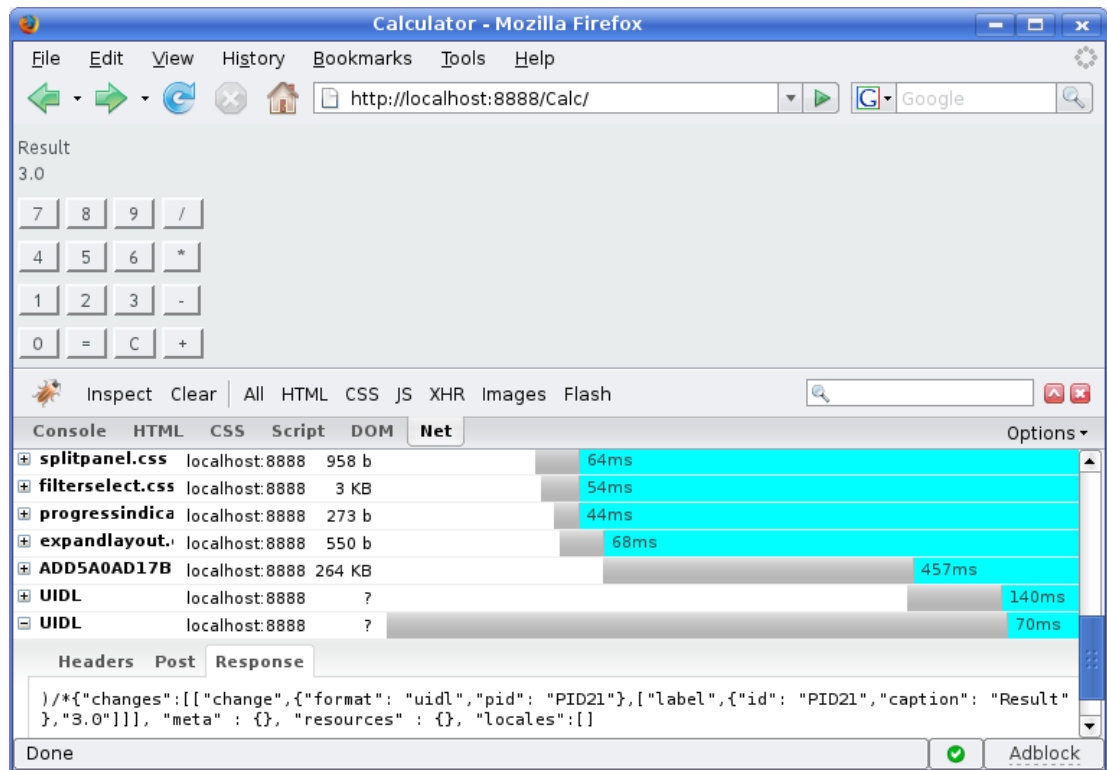 Calculator - Mozilla Firefox
File Edit View History Bookmarks Tools Help
http://localhost:8888/Calc/ G Google
Result
3.0
7 8 9 /
4 5 6 *
1 2 3 -
0 = C +
Inspect Clear All HTML CSS JS XHR Images Flash
Console HTML CSS Script DOM Net Options
splitpanel.css localhost:8888 958 b 64ms
filterselect.css localhost:8888 3 KB 54ms
progressindica localhost:8888 273 b 44ms
expandlayout. localhost:8888 550 b 68ms
ADD5A0AD17B localhost:8888 264 KB 457ms
UIDL localhost:8888 ? 140ms
UIDL localhost:8888 ? 70ms
Headers Post Response
)/*{"changes":[["change",{"format": "uidl","pid": "PID21"},["label",{"id": "PID21","caption": "Result"
},"3.0"]]], "meta" : {}, "resources" : {}, "locales":[]
Done Adblock